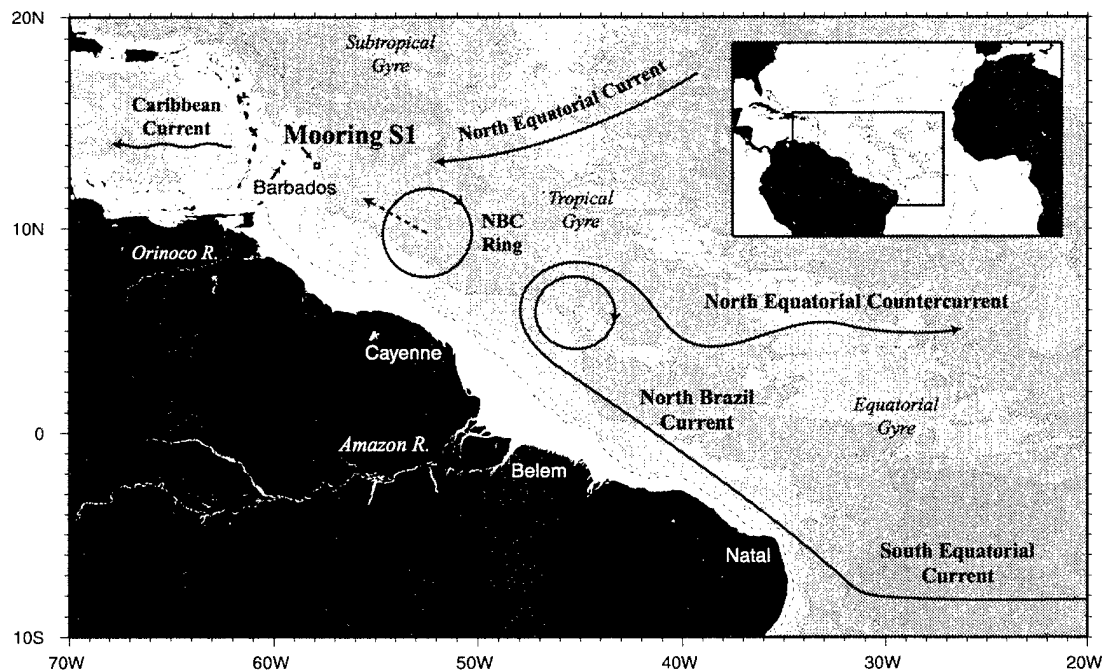 20N
10N
0
10S
70W
60W
50W
40W
30W
20W
Subtropical
Gyre
Caribbean
Current
Mooring S1
North Equatorial Current
Barbados
Tropical
Gyre
NBC
Ring
Orinoco R.
North Equatorial Countercurrent
Cayenne
North Brazil
Current
Equatorial
Gyre
Amazon R.
Belem
Natal
South Equatorial
Current